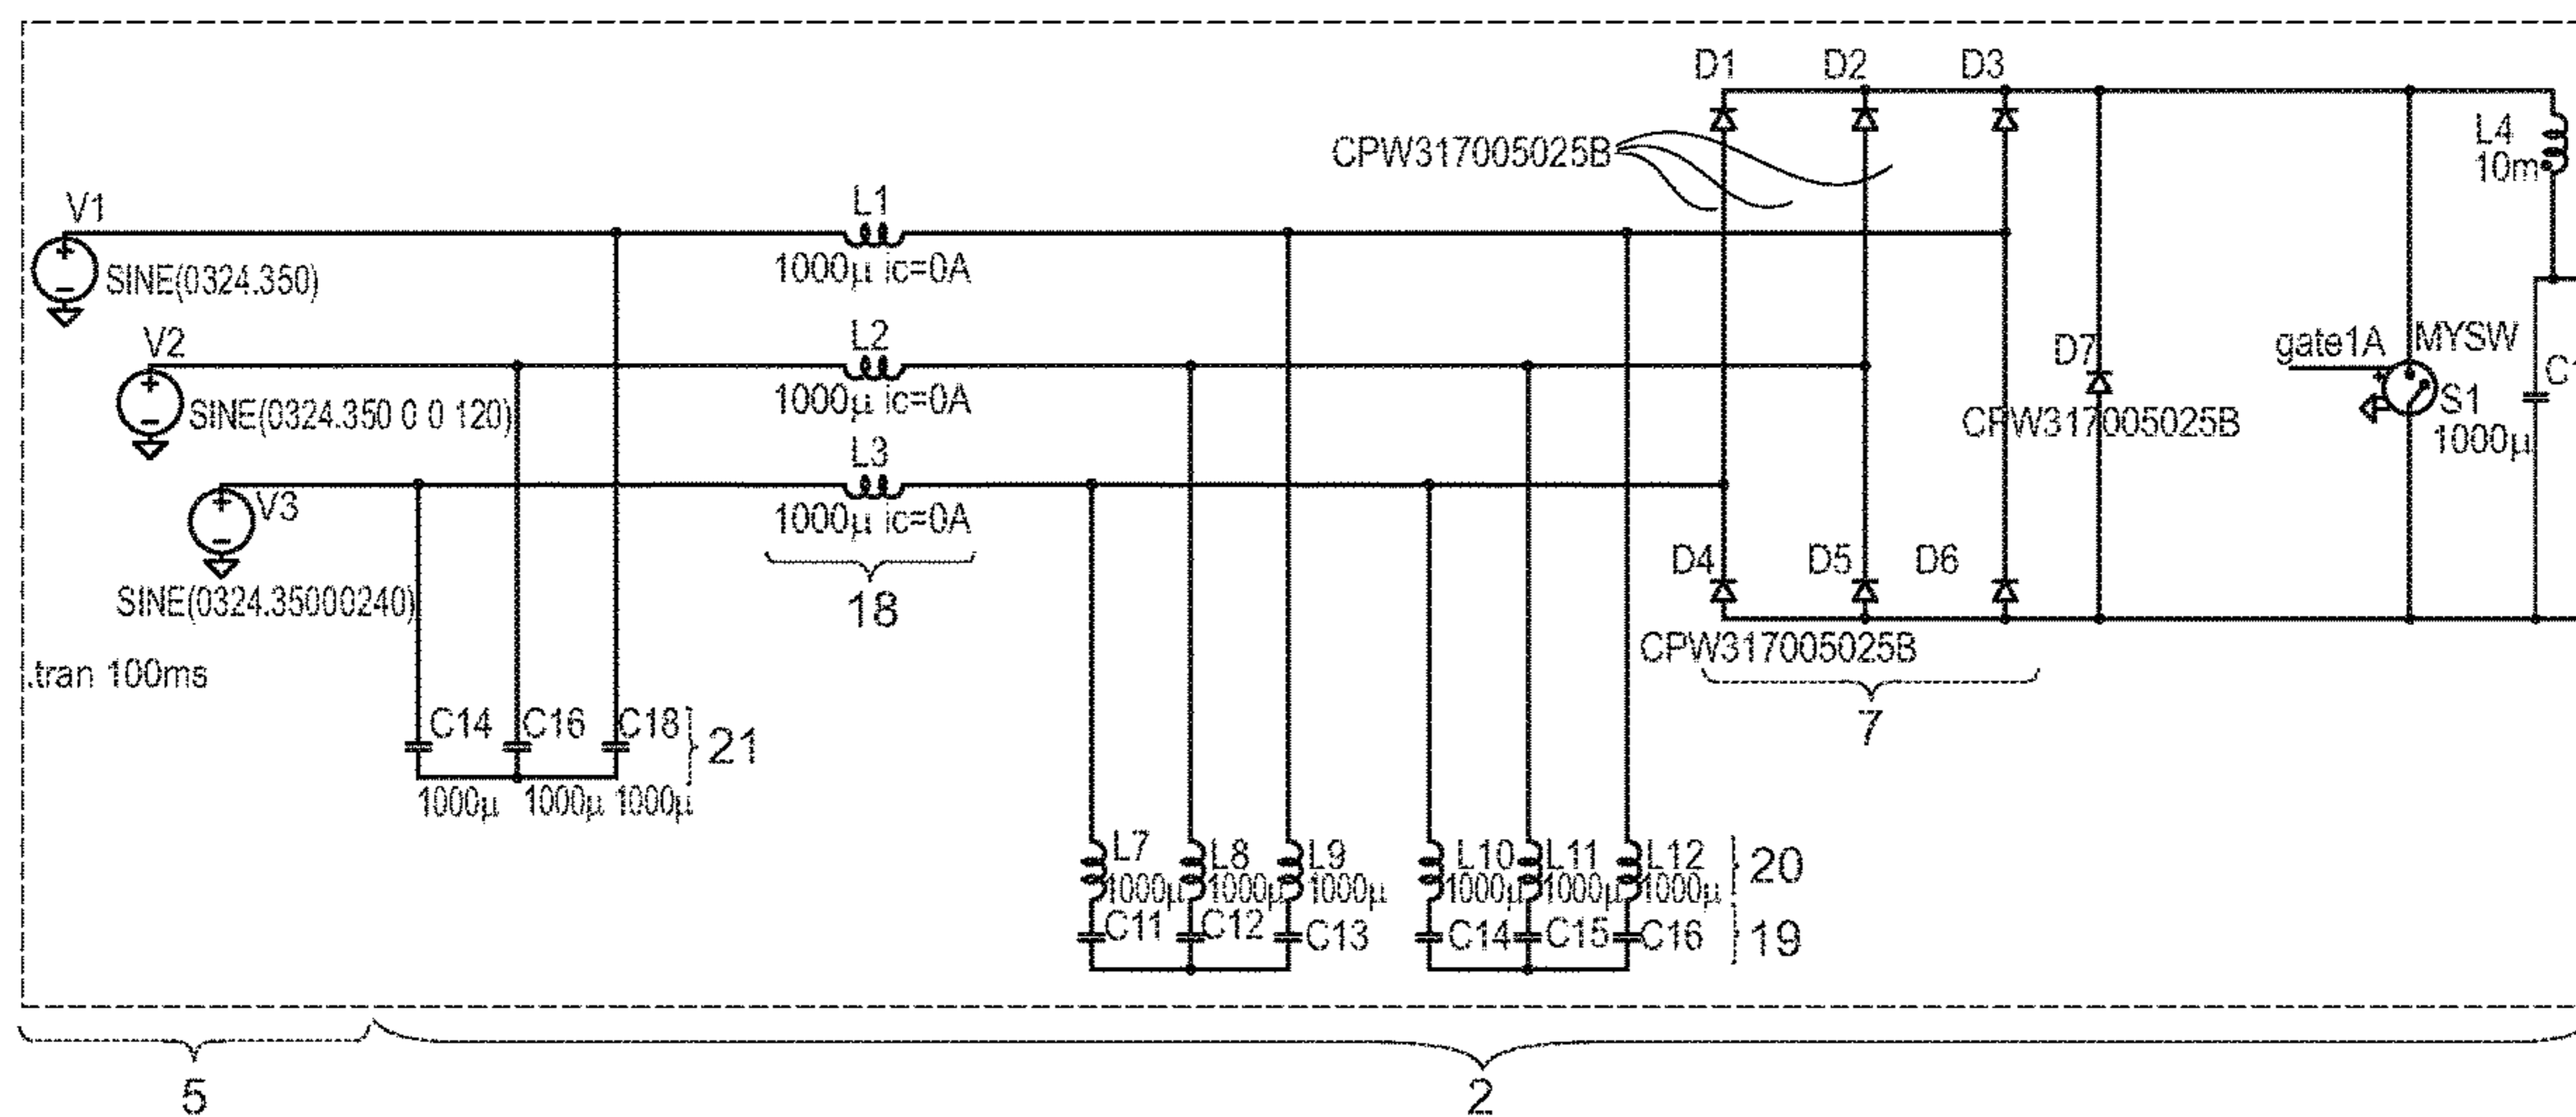 D1 D2 D3
CPW317005025B
L4
10m
V1
SINE(0324.350)
L1
1000µ ic=0A
V2
SINE(0324.350 0 0 120)
L2
1000µ ic=0A
V3
SINE(0324.35000240)
L3
1000µ ic=0A
18
D7
CPW317005025B
gate1A
MYSW
S1
1000µ
C1
D4 D5 D6
CPW317005025B
7
.tran 100ms
C14 C16 C18 21
1000µ 1000µ 1000µ
L7 L8 L9 L10 L11 L12 20
1000µ 1000µ 1000µ 1000µ 1000µ 1000µ
C11 C12 C13 C14 C15 C16 19
5
2